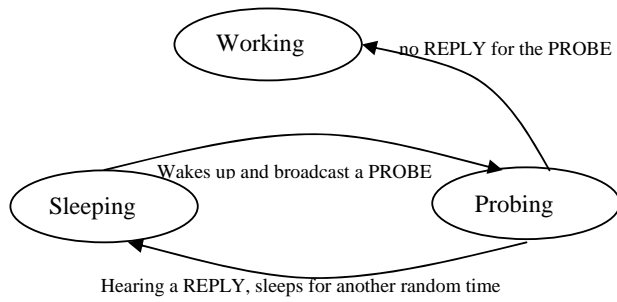 Working
no REPLY for the PROBE
Wakes up and broadcast a PROBE
Sleeping
Probing
Hearing a REPLY, sleeps for another random time